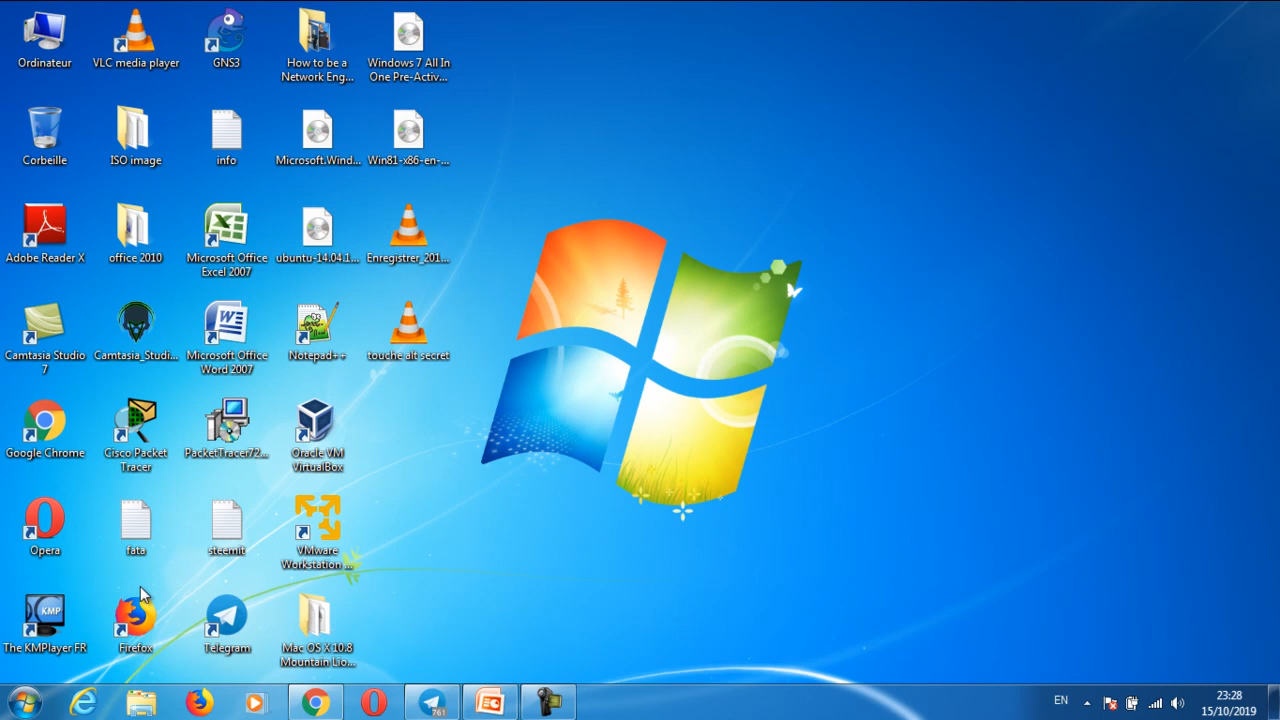 Ordinateur
VLC media player
GNS3
How to be a
Network Eng...
Windows 7 All In
One Pre-Activ...
Corbeille
ISO image
info
Microsoft.Wind...
Win81-x86-en-...
Adobe Reader X
office 2010
Microsoft Office
Excel 2007
ubuntu-14.04.1...
Enregistrer_201...
Camtasia Studio
7
Camtasia_Studi...
Microsoft Office
Word 2007
Notepad++
touche alt secret
Google Chrome
Cisco Packet
Tracer
PacketTracer72...
Oracle VM
VirtualBox
Opera
fata
steemit
VMware
Workstation ...
KMP
The KMPlayer FR
Firefox
Telegram
Mac OS X 10.8
Mountain Lio...
761
EN
23:28
15/10/2019